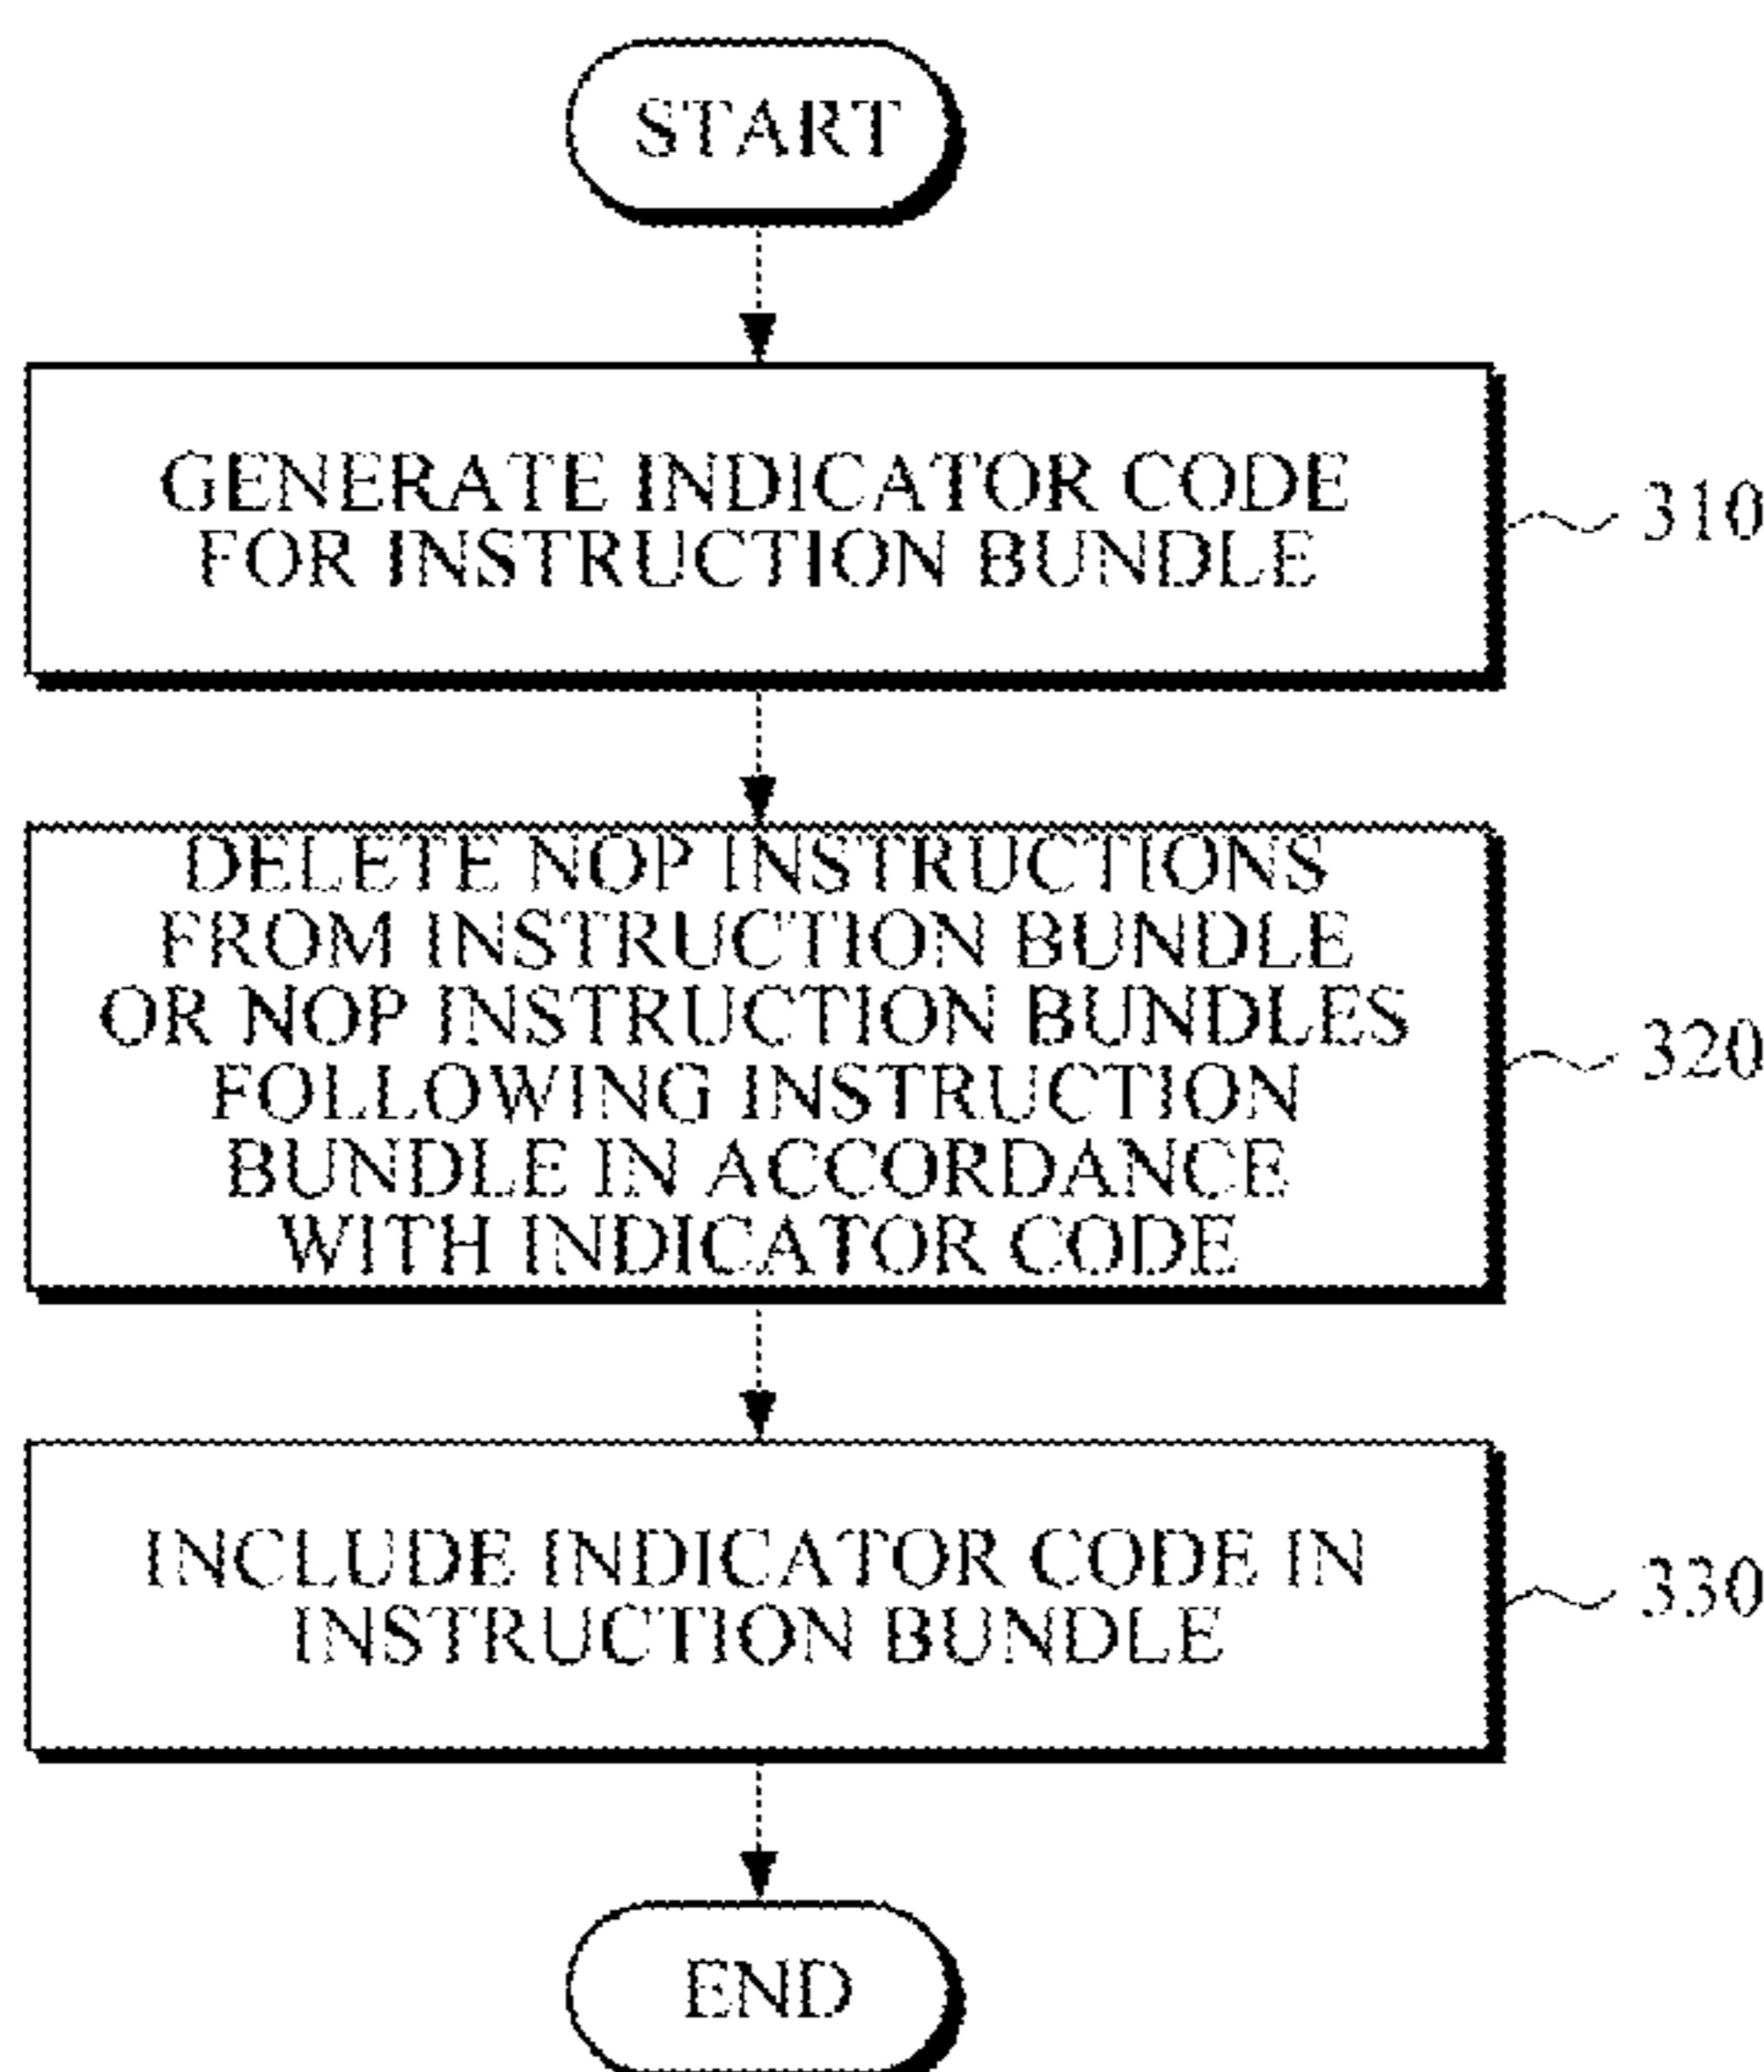 START
GENERATE INDICATOR CODE
FOR INSTRUCTION BUNDLE
310
DELETE NOP INSTRUCTIONS
FROM INSTRUCTION BUNDLE
OR NOP INSTRUCTION BUNDLES
FOLLOWING INSTRUCTION
BUNDLE IN ACCORDANCE
WITH INDICATOR CODE
320
INCLUDE INDICATOR CODE IN
INSTRUCTION BUNDLE
330
END